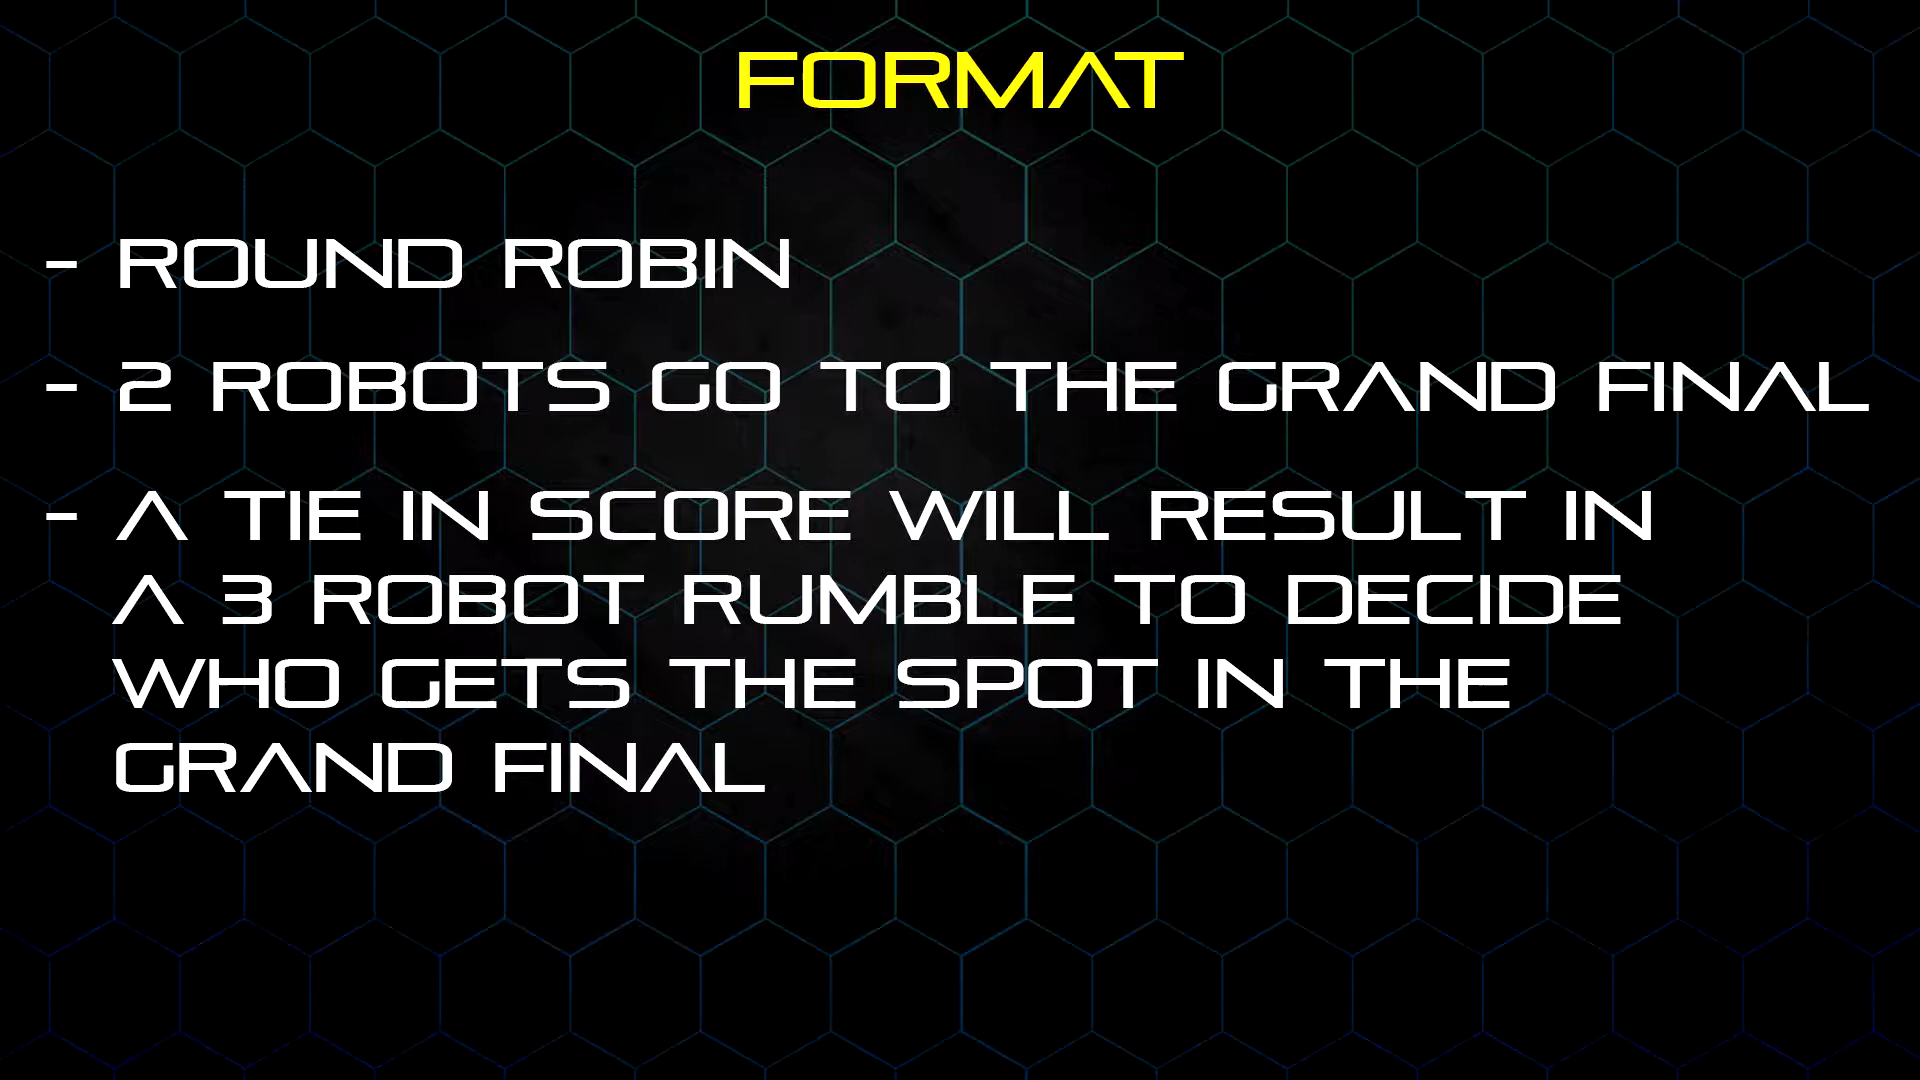 FORMAT
- ROUND ROBIN
- 2 ROBOTS GO TO THE GRAND FINAL
- A TIE IN SCORE WILL RESULT IN
A 3 ROBOT RUMBLE TO DECIDE
WHO GETS THE SPOT IN THE
GRAND FINAL